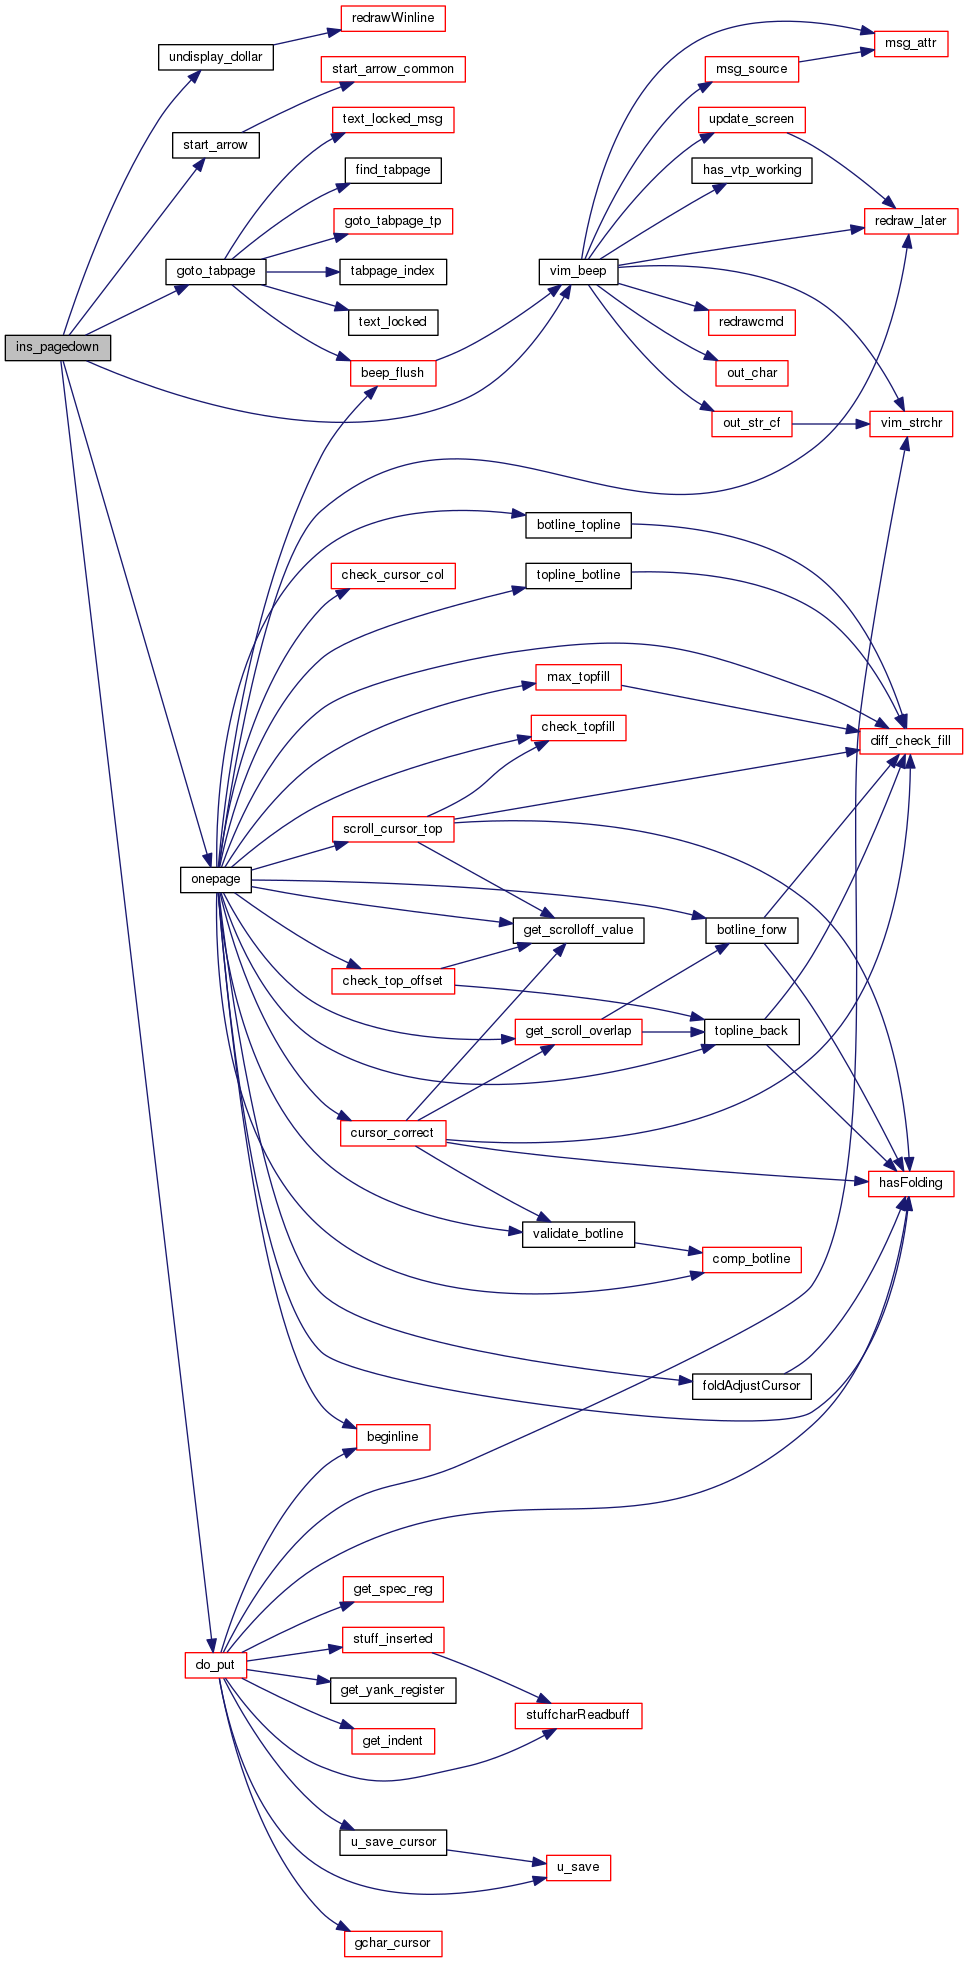 redrawWinline
msg_attr
undisplay_dollar
start_arrow_common
msg_source
text_locked_msg
update_screen
start_arrow
find_tabpage
has_vtp_working
goto_tabpage_tp
redraw_later
goto_tabpage
tabpage_index
vim_beep
text_locked
redrawcmd
ins_pagedown
beep_flush
out_char
out_str_cf
vim_strchr
botline_topline
check_cursor_col
topline_botline
max_topfill
check_topfill
diff_check_fill
scroll_cursor_top
onepage
get_scrolloff_value
botline_forw
check_top_offset
get_scroll_overlap
topline_back
cursor_correct
hasFolding
validate_botline
comp_botline
foldAdjustCursor
beginline
get_spec_reg
stuff_inserted
do_put
get_yank_register
stuffcharReadbuff
get_indent
u_save_cursor
u_save
gchar_cursor